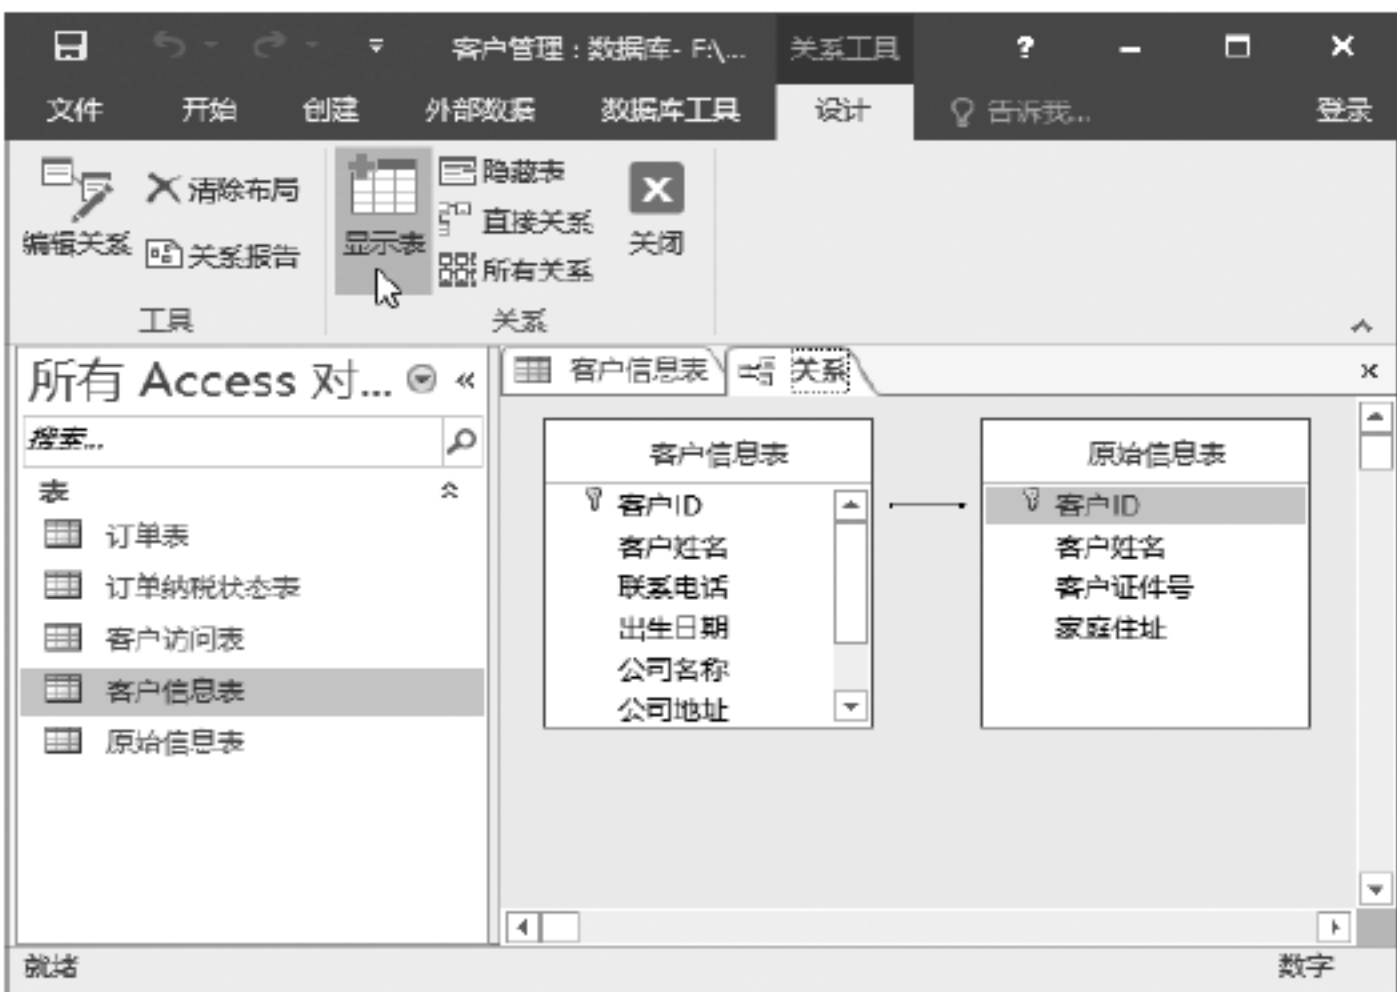 客户管理：数据库- F:\... 关系工具 ?
文件 开始 创建 外部数据 数据库工具 设计 告诉我... 登录
编辑关系
清除布局
关系报告
工具
显示表
隐藏表
直接关系
所有关系
关闭
关系
所有 Access 对... «
搜索...
表
订单表
订单纳税状态表
客户访问表
客户信息表
原始信息表
客户信息表 关系
客户信息表
客户ID
客户姓名
联系电话
出生日期
公司名称
公司地址
原始信息表
客户ID
客户姓名
客户证件号
家庭住址
就绪 数字